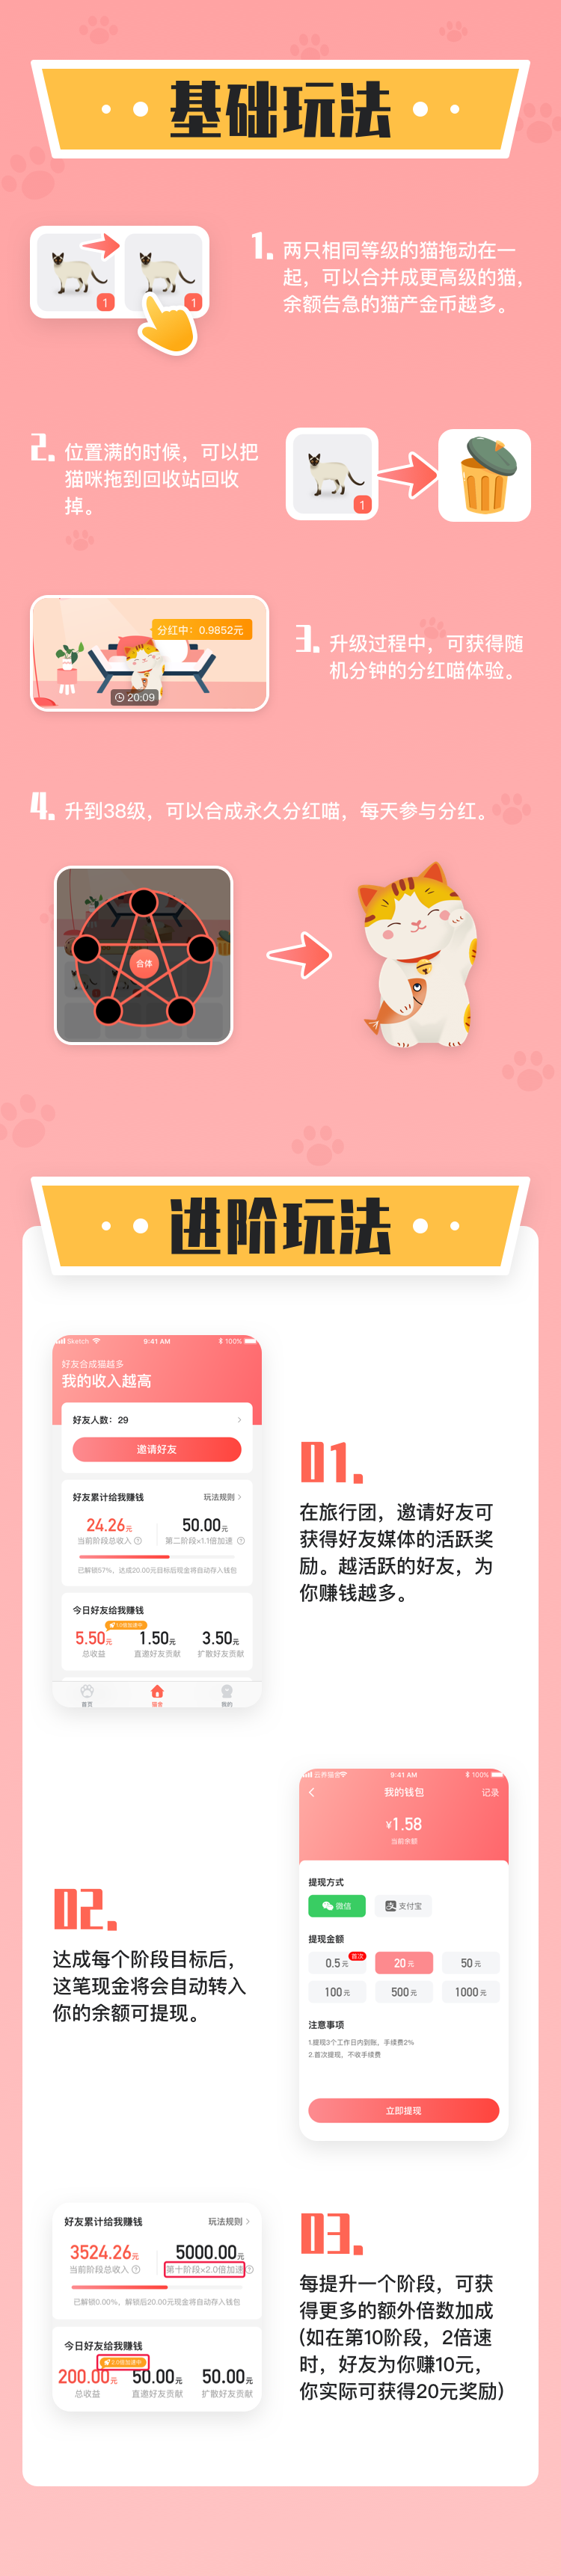 基础玩法
1. 两只相同等级的猫拖动在一
起，可以合并成更高级的猫，
余额告急的猫产金币越多。
1
1
2. 位置满的时候，可以把
猫咪拖到回收站回收
掉。
1
分红中：0.9852元
20:09
3. 升级过程中，可获得随
机分钟的分红喵体验。
4. 升到38级，可以合成永久分红喵，每天参与分红。
合体
进阶玩法
Sketch 9:41 AM 100%
好友合成猫越多
我的收入越高
好友人数：29
邀请好友
好友累计给我赚钱 玩法规则
24.26元 50.00元
当前阶段总收入 第二阶段×1.1倍加速
已解锁57%，达成20.00元目标后现金将自动存入钱包
今日好友给我赚钱
5.50元 1.50元 3.50元
总收益 直邀好友贡献 扩散好友贡献
首页 我的
01.
在旅行团，邀请好友可
获得好友媒体的活跃奖
励。越活跃的好友，为
你赚钱越多。
9:41 AM 100%
我的钱包 记录
¥1.58
当前余额
提现方式
微信 支付宝
提现金额
首次
0.5元 20元 50元
100元 500元 1000元
注意事项
1.提现3个工作日内到账，手续费2%
2.首次提现，不收手续费
立即提现
02.
达成每个阶段目标后，
这笔现金将会自动转入
你的余额可提现。
好友累计给我赚钱 玩法规则
3524.26元 5000.00元
当前阶段总收入 第十阶段×2.0倍加速
已解锁0.00%，解锁后20.00元现金将自动存入钱包
今日好友给我赚钱
2.0倍加速中
200.00元 50.00元 50.00元
总收益 直邀好友贡献 扩散好友贡献
03.
每提升一个阶段，可获
得更多的额外倍数加成
(如在第10阶段，2倍速
时，好友为你赚10元，
你实际可获得20元奖励)